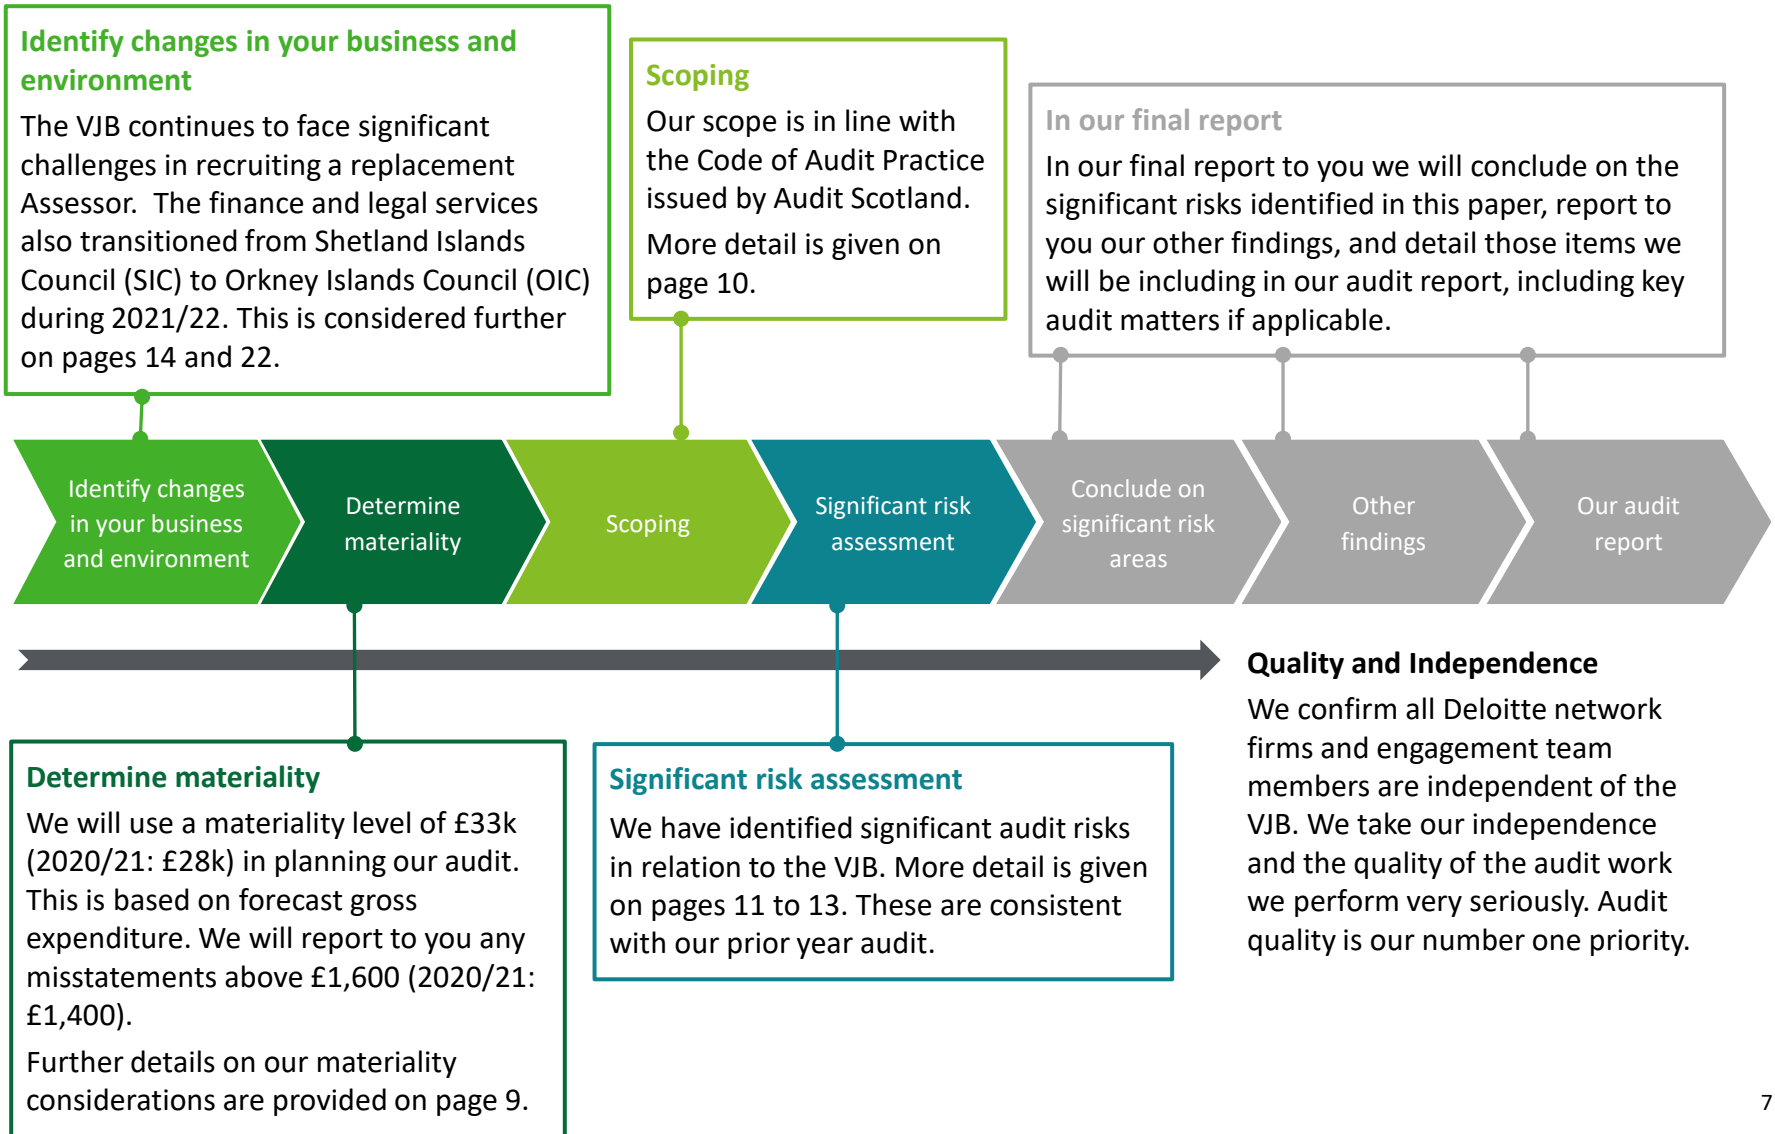 Identify changes in your business and
environment
The VJB continues to face significant
challenges in recruiting a replacement
Assessor.  The finance and legal services
also transitioned from Shetland Islands
Council (SIC) to Orkney Islands Council (OIC)
during 2021/22. This is considered further
on pages 14 and 22.
Scoping
Our scope is in line with
the Code of Audit Practice
issued by Audit Scotland.
More detail is given on
page 10.
In our final report
In our final report to you we will conclude on the
significant risks identified in this paper, report to
you our other findings, and detail those items we
will be including in our audit report, including key
audit matters if applicable.
Identify changes
in your business
and environment
Determine
materiality
Scoping
Significant risk
assessment
Conclude on
significant risk
areas
Other
findings
Our audit
report
Determine materiality
We will use a materiality level of £33k
(2020/21: £28k) in planning our audit.
This is based on forecast gross
expenditure. We will report to you any
misstatements above £1,600 (2020/21:
£1,400).
Further details on our materiality
considerations are provided on page 9.
Significant risk assessment
We have identified significant audit risks
in relation to the VJB. More detail is given
on pages 11 to 13. These are consistent
with our prior year audit.
Quality and Independence
We confirm all Deloitte network
firms and engagement team
members are independent of the
VJB. We take our independence
and the quality of the audit work
we perform very seriously. Audit
quality is our number one priority.
7